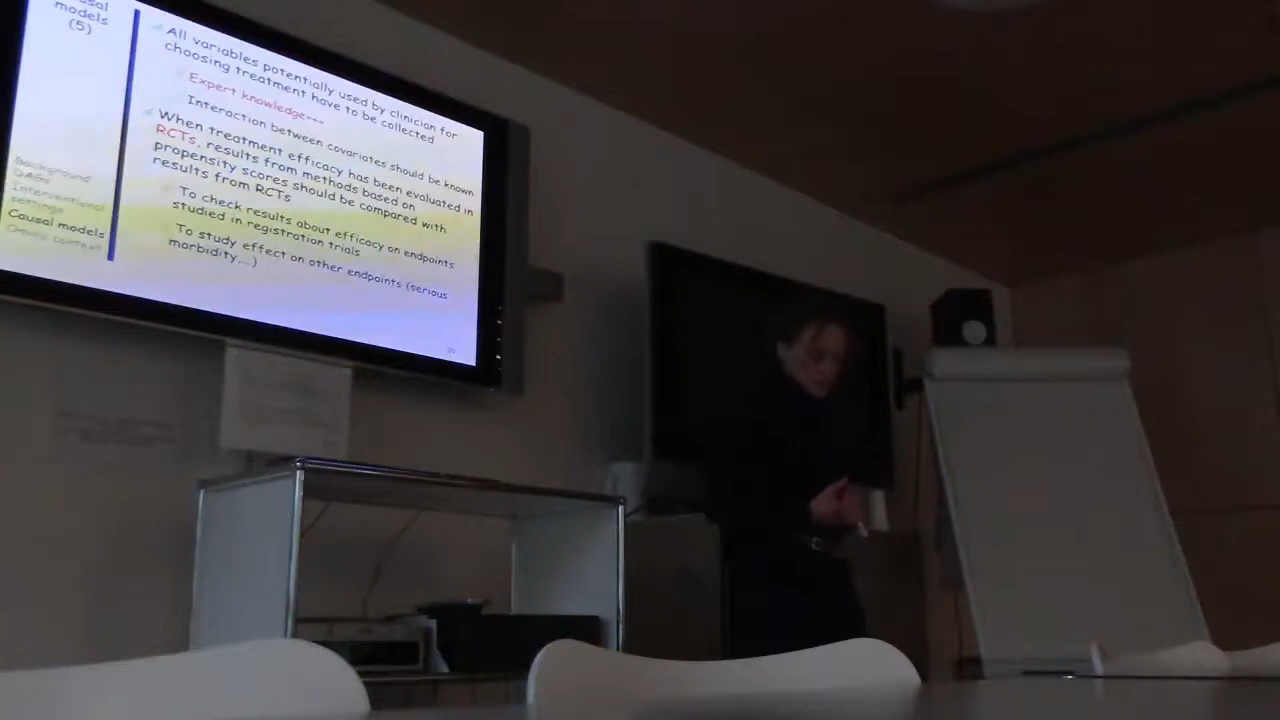 models
(5)
All variables potentially used by clinician for
choosing treatment have to be collected
Expert knowledge+++
Interaction between covariates should be known
When treatment efficacy has been evaluated in
RCTs, results from methods based on
propensity scores should be compared with
results from RCTs
To check results about efficacy on endpoints
studied in registration trials
To study effect on other endpoints (serious
morbidity,...)
Background
DAGs
Interventional
settings
Causal models
Omics context